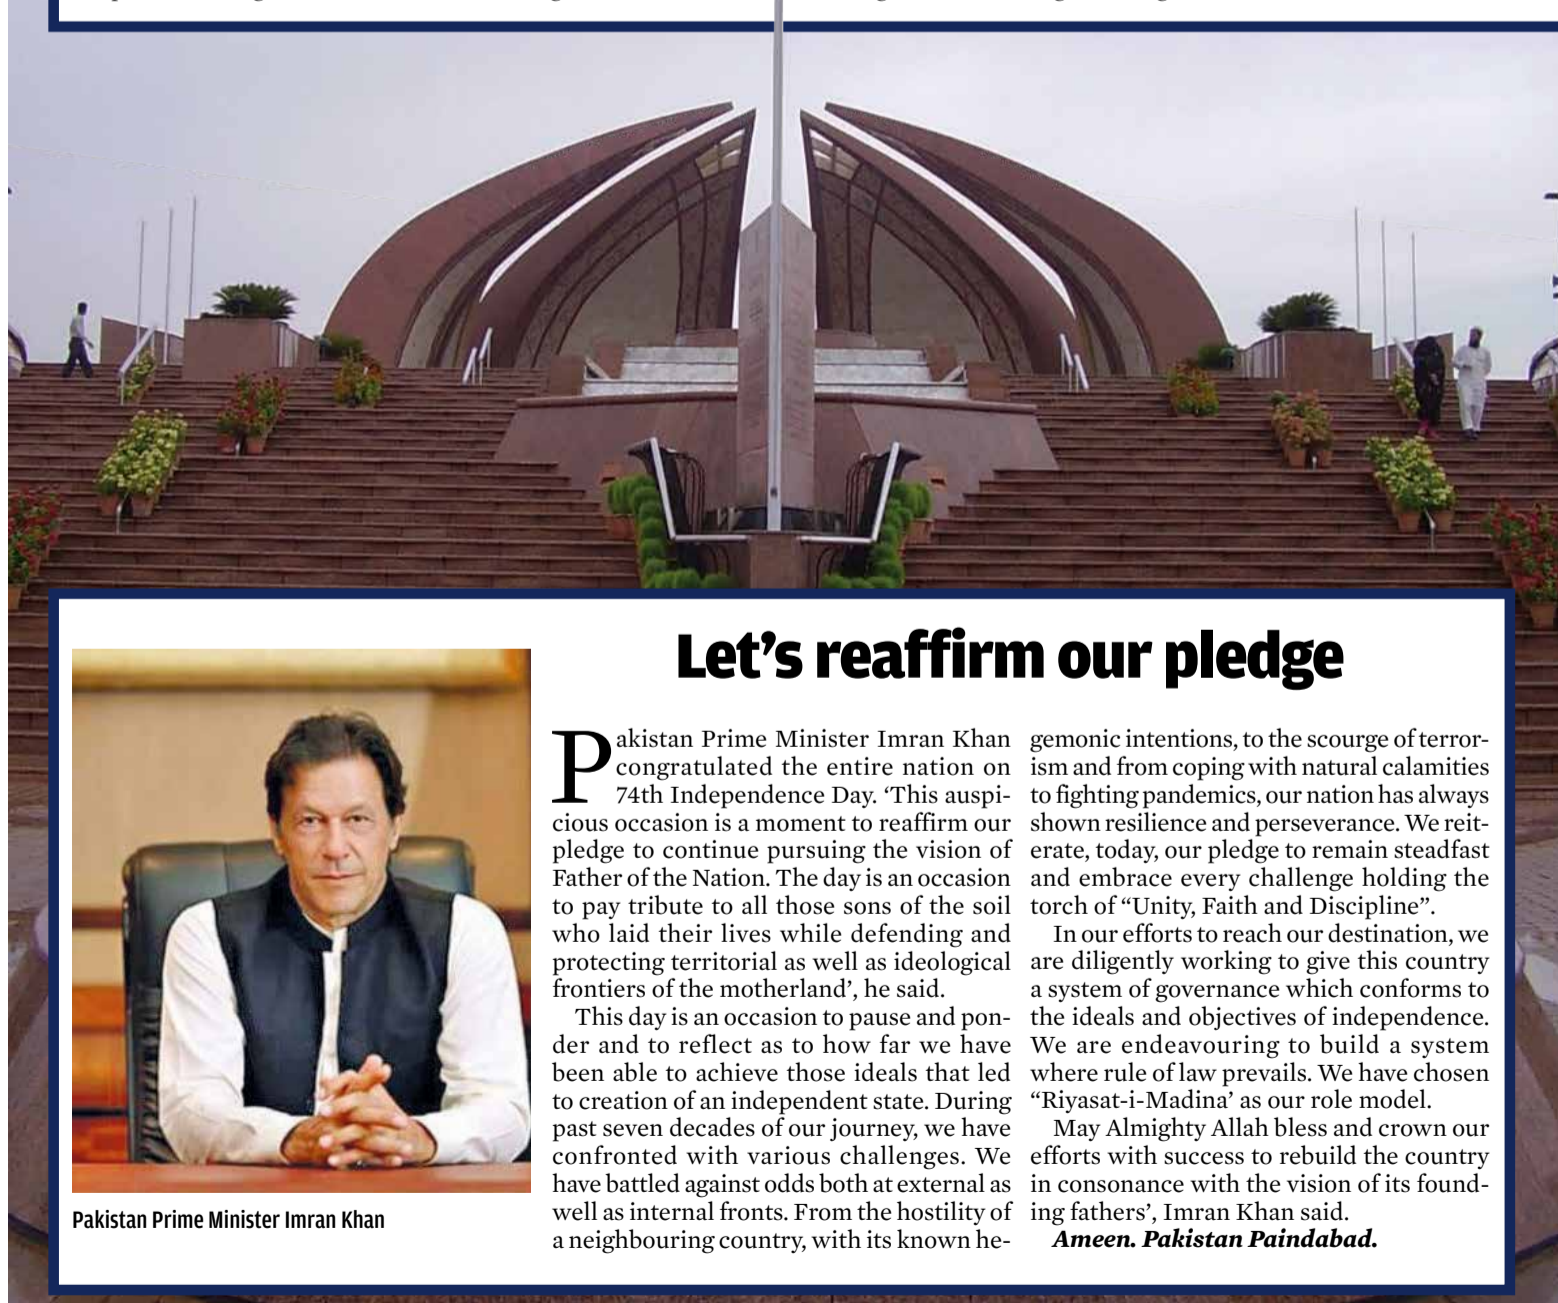 Let's reaffirm our pledge
Pakistan Prime Minister Imran Khan
congratulated the entire nation on
74th Independence Day. ‘This auspi-
cious occasion is a moment to reaffirm our
pledge to continue pursuing the vision of
Father of the Nation. The day is an occasion
to pay tribute to all those sons of the soil
who laid their lives while defending and
protecting territorial as well as ideological
frontiers of the motherland’, he said.
This day is an occasion to pause and pon-
der and to reflect as to how far we have
been able to achieve those ideals that led
to creation of an independent state. During
past seven decades of our journey, we have
confronted with various challenges. We
have battled against odds both at external as
well as internal fronts. From the hostility of
a neighbouring country, with its known he-
gemonic intentions, to the scourge of terror-
ism and from coping with natural calamities
to fighting pandemics, our nation has always
shown resilience and perseverance. We reit-
erate, today, our pledge to remain steadfast
and embrace every challenge holding the
torch of “Unity, Faith and Discipline”.
In our efforts to reach our destination, we
are diligently working to give this country
a system of governance which conforms to
the ideals and objectives of independence.
We are endeavouring to build a system
where rule of law prevails. We have chosen
“Riyasat-i-Madina’ as our role model.
May Almighty Allah bless and crown our
efforts with success to rebuild the country
in consonance with the vision of its found-
ing fathers’, Imran Khan said.
Ameen. Pakistan Paindabad.
Pakistan Prime Minister Imran Khan